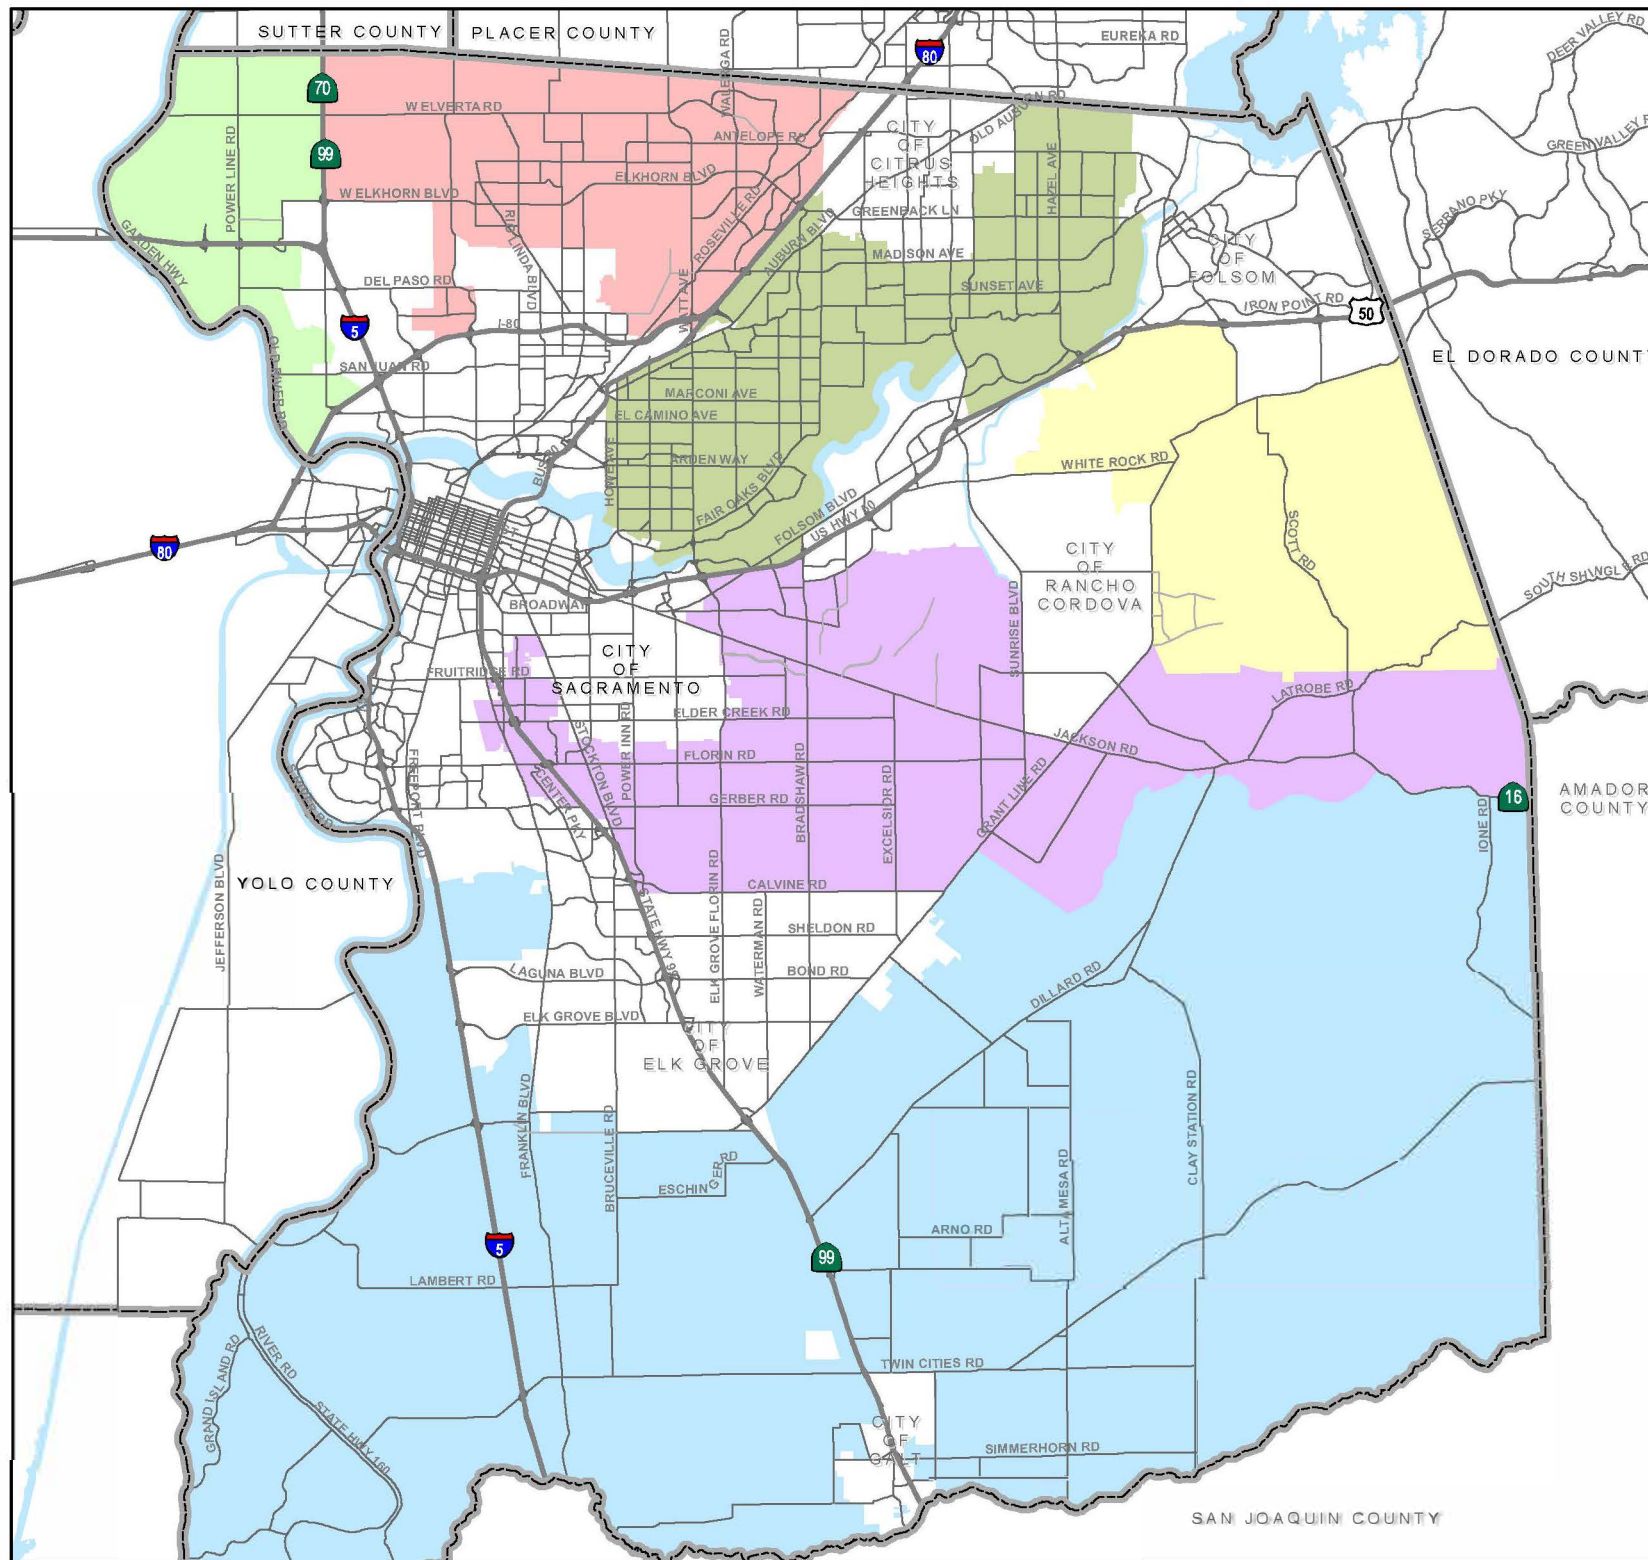 SUTTER COUNTY
PLACER COUNTY
EUREKA RD
DEER VALLEY RD
80
70
WALERGA RD
W ELVERTA RD
OLD AUBURN RD
ANTELOPE RD
CITY
OF
CITRUS
HEIGHTS
GREEN VALLEY R
99
POWER LINE RD
ELKHORN BLVD
W ELKHORN BLVD
HAZEL AVE
GREENBACK LN
SERRANO PKY
GARDEN HWY
RIO LINDA BLVD
ROSEVILLE RD
AUBURN BLVD
MADISON AVE
CITY
OF
FOLSOM
DEL PASO RD
SUNSET AVE
IRON POINT RD
50
WATT AVE
I-80
5
EL DORADO COUNT
SAN JUAN RD
OLD RIVER RD
MARCONI AVE
EL CAMINO AVE
ARDEN WAY
WHITE ROCK RD
BUS 80
HOWE AVE
FAIR OAKS BLVD
FOLSOM BLVD
US HWY 50
SCOTT RD
80
CITY
OF
RANCHO
CORDOVA
SOUTH SHINGLE RD
BROADWAY
SUNRISE BLVD
CITY
OF
SACRAMENTO
FRUITRIDGE RD
LATROBE RD
ELDER CREEK RD
STOCKTON BLVD
POWER INN RD
JACKSON RD
FLORIN RD
FREEPORT BLVD
CENTER PKY
GERBER RD
BRADSHAW RD
EXCELSIOR RD
GRANT LINE RD
16
IONE RD
AMADOR
COUNTY
YOLO COUNTY
JEFFERSON BLVD
CALVINE RD
STATE HWY 99
ELK GROVE FLORIN RD
WATERMAN RD
SHELDON RD
LAGUNA BLVD
BOND RD
DILLARD RD
ELK GROVE BLVD
CITY
OF
ELK GROVE
FRANKLIN BLVD
BRUCEVILLE RD
CLAY STATION RD
ALTA MESA RD
ESCHINGER RD
ARNO RD
5
99
LAMBERT RD
GRAND ISLAND RD
RIVER RD
TWIN CITIES RD
STATE HWY 160
CITY
OF
GALT
SIMMERHORN RD
SAN JOAQUIN COUNTY